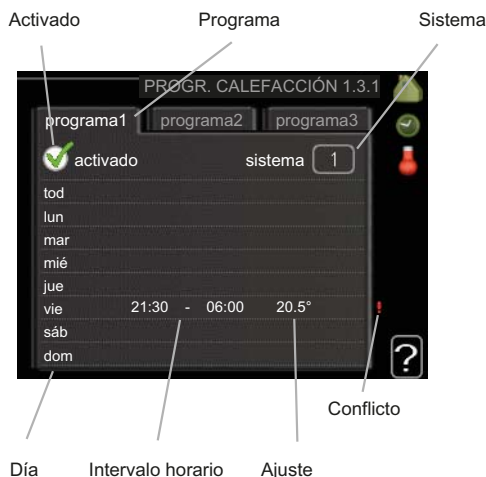 Activado Programa Sistema
PROGR. CALEFACCIÓN 1.3.1
programa1 programa2 programa3
activado sistema 1
tod
lun
mar
mié
jue
vie 21:30 - 06:00 20.5°
sáb
dom
!
?
Conflicto
Día Intervalo horario Ajuste